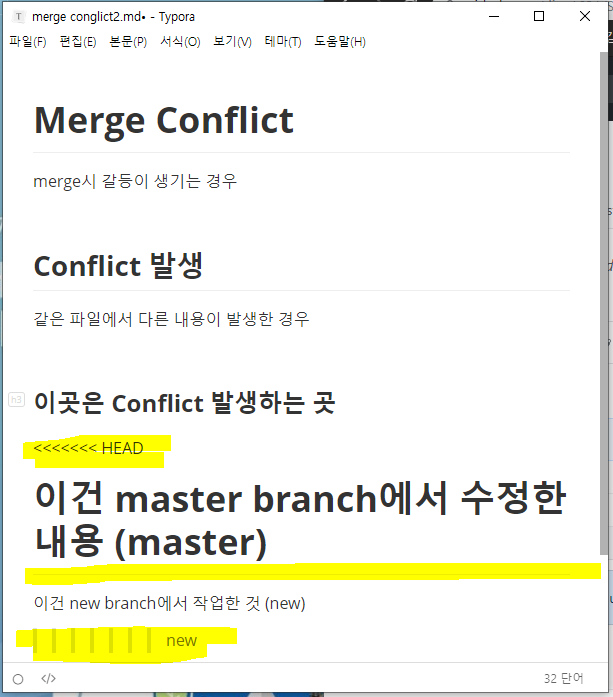 merge conglict2.md• - Typora
파일(F) 편집(E) 본문(P) 서식(O) 보기(V) 테마(T) 도움말(H)
Merge Conflict
merge시 갈등이 생기는 경우
Conflict 발생
같은 파일에서 다른 내용이 발생한 경우
h3
이곳은 Conflict 발생하는 곳
<<<<<<< HEAD
이건 master branch에서 수정한
내용 (master)
이건 new branch에서 작업한 것 (new)
new
</>
32 단어